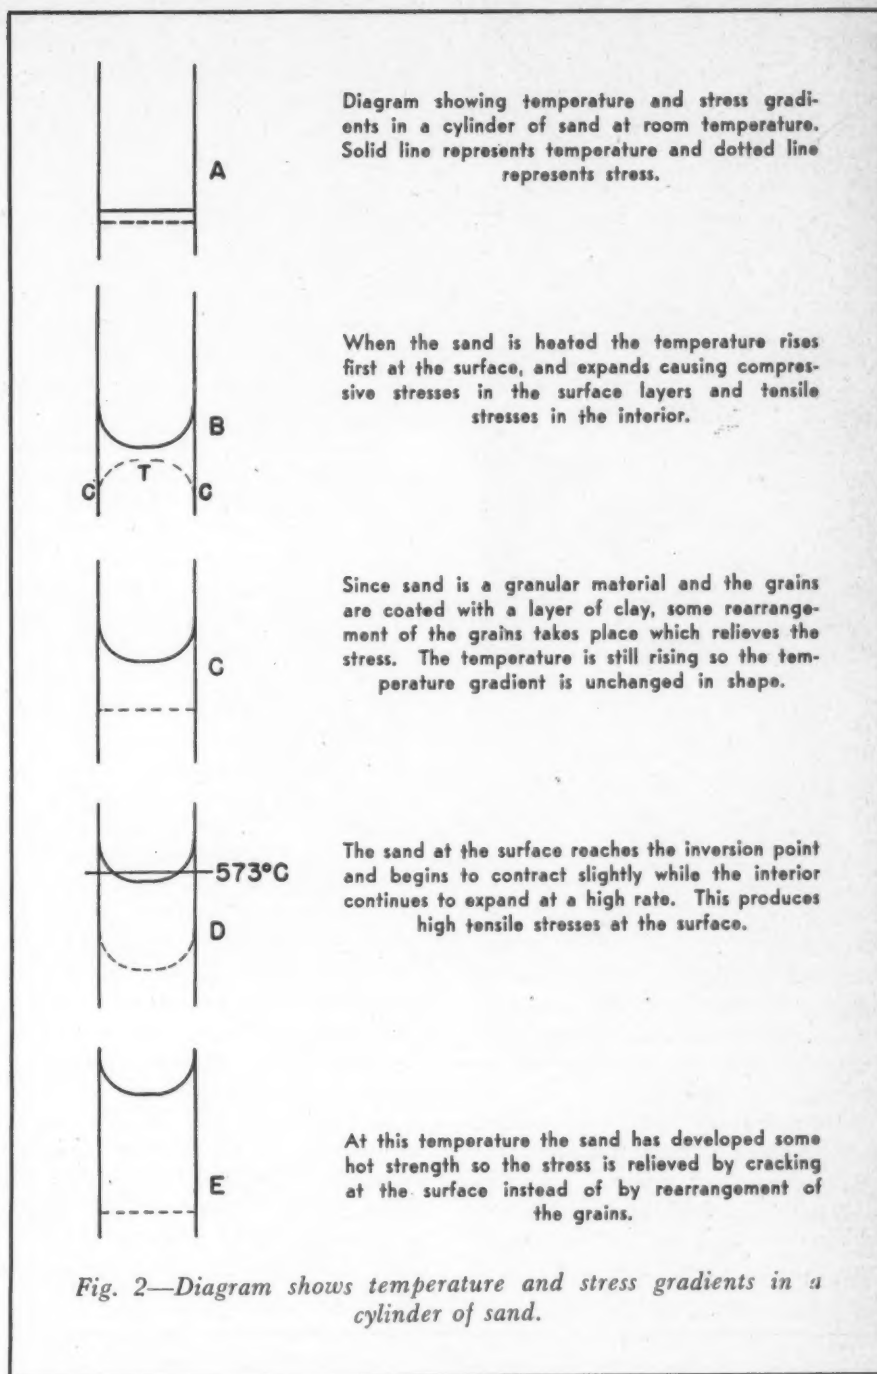 Diagram showing temperature and stress gradi-
ents in a cylinder of sand at room temperature.
Solid line represents temperature and dotted line
represents stress.
A
When the sand is heated the temperature rises
first at the surface, and expands causing compres-
sive stresses in the surface layers and tensile
stresses in the interior.
B
T
C C
Since sand is a granular material and the grains
are coated with a layer of clay, some rearrange-
ment of the grains takes place which relieves the
stress. The temperature is still rising so the tem-
perature gradient is unchanged in shape.
C
The sand at the surface reaches the inversion point
and begins to contract slightly while the interior
continues to expand at a high rate. This produces
high tensile stresses at the surface.
573°C
D
At this temperature the sand has developed some
hot strength so the stress is relieved by cracking
at the surface instead of by rearrangement of
the grains.
E
Fig. 2—Diagram shows temperature and stress gradients in a
cylinder of sand.